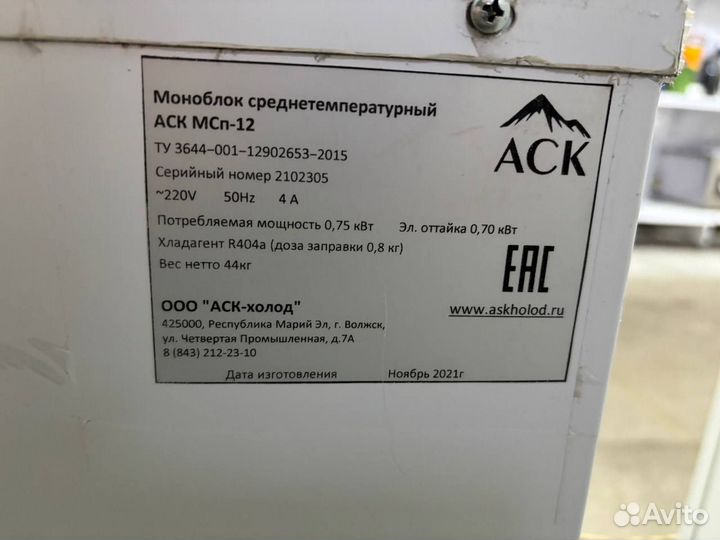 Моноблок среднетемпературный
АСК МСп-12
ТУ 3644-001-12902653-2015
Серийный номер 2102305
~220V 50Hz 4 А
Потребляемая мощность 0,75 кВт Эл. оттайка 0,70 кВт
Хладагент R404a (доза заправки 0,8 кг)
Вес нетто 44кг
АСК
ЕАС
ООО "АСК-холод"
www.askholod.ru
425000, Республика Марий Эл, г. Волжск,
ул. Четвертая Промышленная, д.7А
8 (843) 212-23-10
Дата изготовления Ноябрь 2021г
Avito